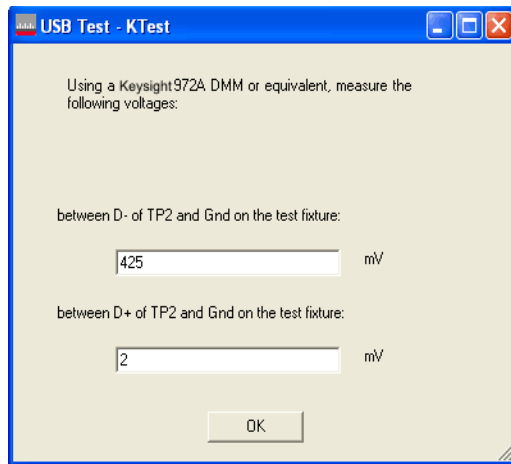 USB Test - KTest
Using a Keysight 972A DMM or equivalent, measure the
following voltages:
between D- of TP2 and Gnd on the test fixture:
425 mV
between D+ of TP2 and Gnd on the test fixture:
2 mV
OK